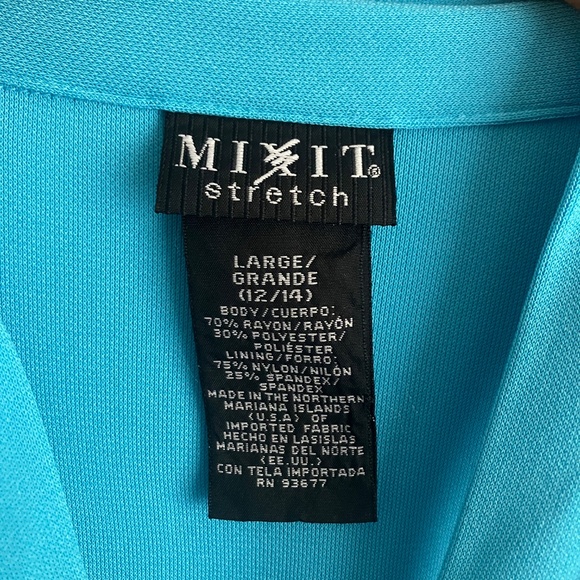 MIXIT®
stretch
LARGE/
GRANDE
(12/14)
BODY/CUERPO:
70% RAYON/RAYÓN
30% POLYESTER/
POLIÉSTER
LINING/FORRO:
75% NYLON/NILÓN
25% SPANDEX/
SPANDEX
MADE IN THE NORTHERN
MARIANA ISLANDS
(U.S.A) OF
IMPORTED FABRIC
HECHO EN LASISLAS
MARIANAS DEL NORTE
(EE.UU.)
CON TELA IMPORTADA
RN 93677